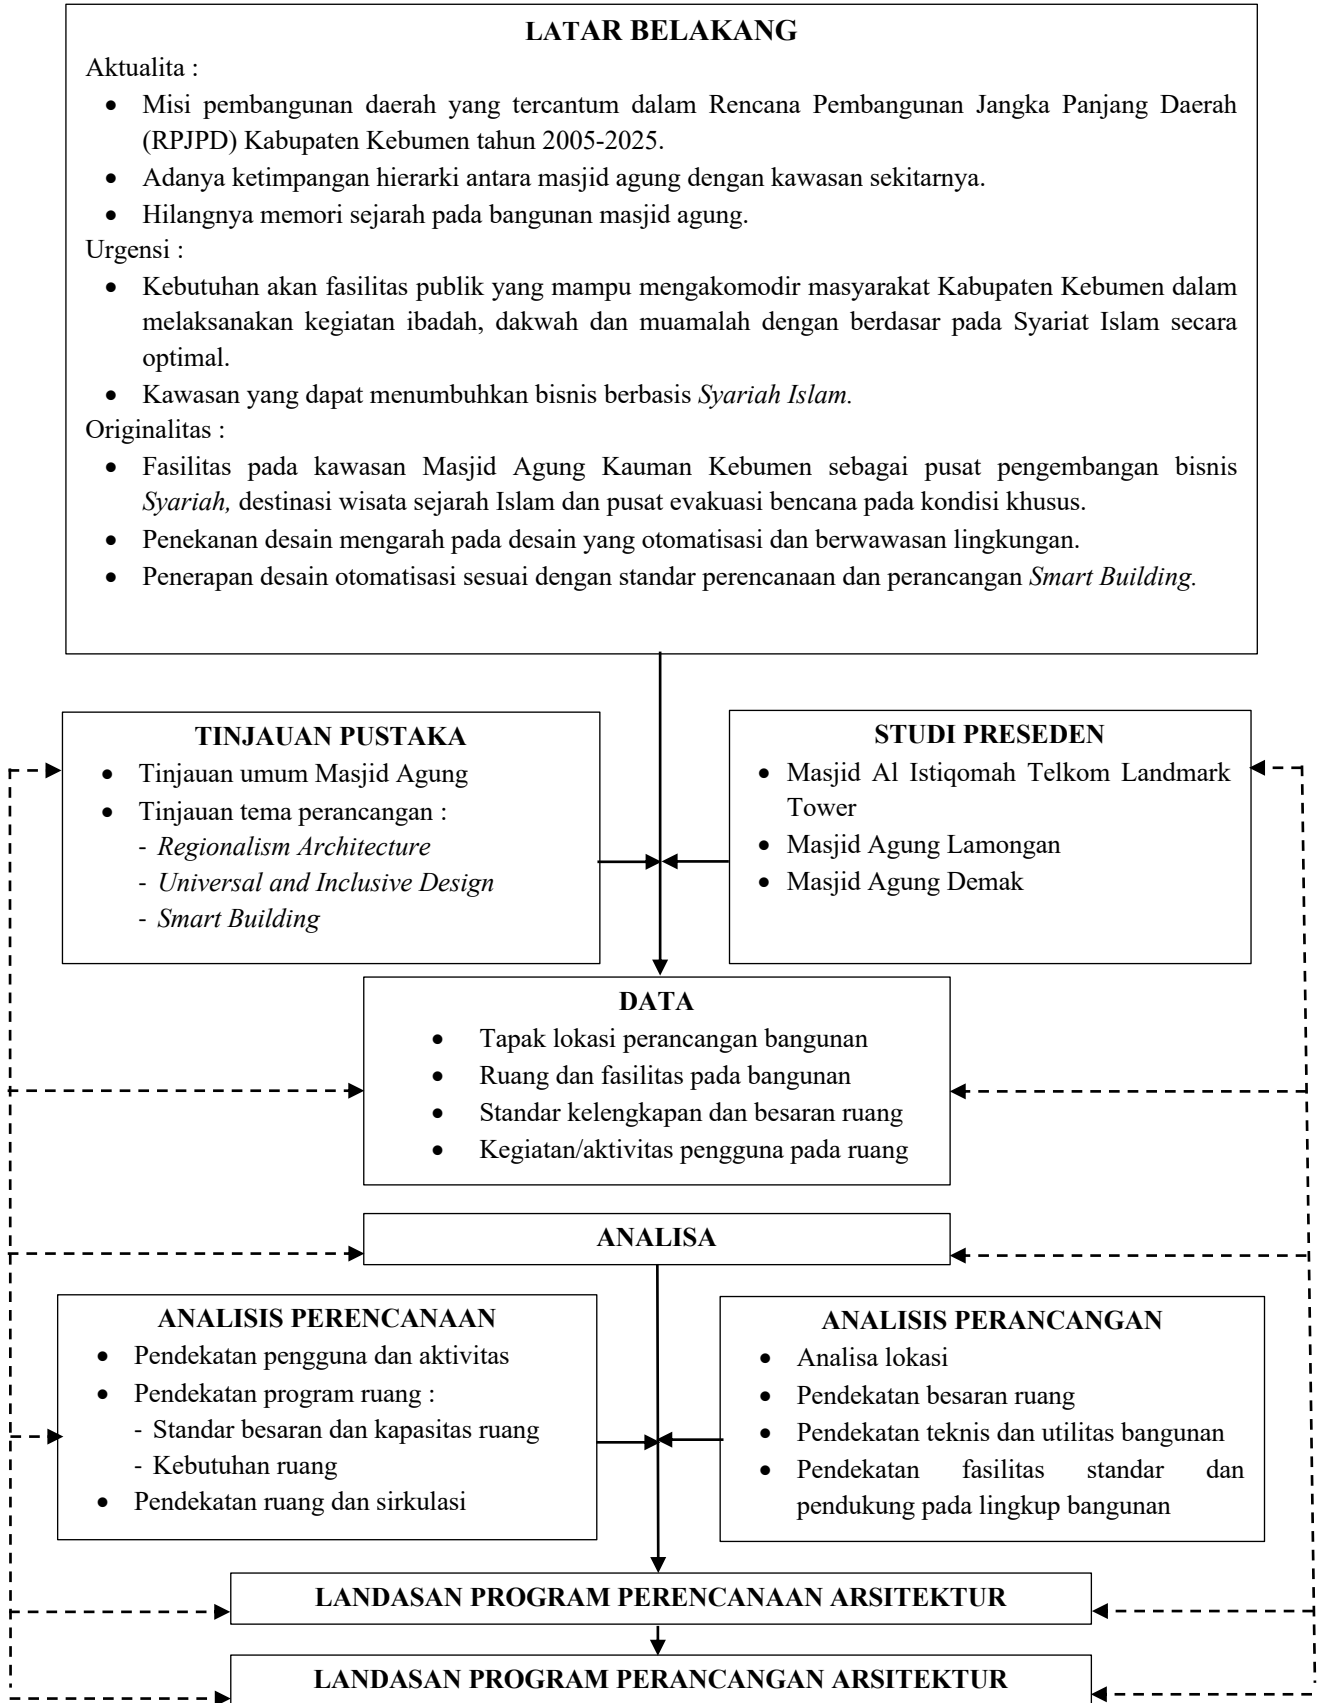 LATAR BELAKANG
Aktualita :
• Misi pembangunan daerah yang tercantum dalam Rencana Pembangunan Jangka Panjang Daerah
(RPJPD) Kabupaten Kebumen tahun 2005-2025.
• Adanya ketimpangan hierarki antara masjid agung dengan kawasan sekitarnya.
• Hilangnya memori sejarah pada bangunan masjid agung.
Urgensi :
• Kebutuhan akan fasilitas publik yang mampu mengakomodir masyarakat Kabupaten Kebumen dalam
melaksanakan kegiatan ibadah, dakwah dan muamalah dengan berdasar pada Syariat Islam secara
optimal.
• Kawasan yang dapat menumbuhkan bisnis berbasis Syariah Islam.
Originalitas :
• Fasilitas pada kawasan Masjid Agung Kauman Kebumen sebagai pusat pengembangan bisnis
Syariah, destinasi wisata sejarah Islam dan pusat evakuasi bencana pada kondisi khusus.
• Penekanan desain mengarah pada desain yang otomatisasi dan berwawasan lingkungan.
• Penerapan desain otomatisasi sesuai dengan standar perencanaan dan perancangan Smart Building.
TINJAUAN PUSTAKA
• Tinjauan umum Masjid Agung
• Tinjauan tema perancangan :
- Regionalism Architecture
- Universal and Inclusive Design
- Smart Building
STUDI PRESEDEN
• Masjid Al Istiqomah Telkom Landmark
Tower
• Masjid Agung Lamongan
• Masjid Agung Demak
DATA
• Tapak lokasi perancangan bangunan
• Ruang dan fasilitas pada bangunan
• Standar kelengkapan dan besaran ruang
• Kegiatan/aktivitas pengguna pada ruang
ANALISA
ANALISIS PERENCANAAN
• Pendekatan pengguna dan aktivitas
• Pendekatan program ruang :
- Standar besaran dan kapasitas ruang
- Kebutuhan ruang
• Pendekatan ruang dan sirkulasi
ANALISIS PERANCANGAN
• Analisa lokasi
• Pendekatan besaran ruang
• Pendekatan teknis dan utilitas bangunan
• Pendekatan fasilitas standar dan
pendukung pada lingkup bangunan
LANDASAN PROGRAM PERENCANAAN ARSITEKTUR
LANDASAN PROGRAM PERANCANGAN ARSITEKTUR